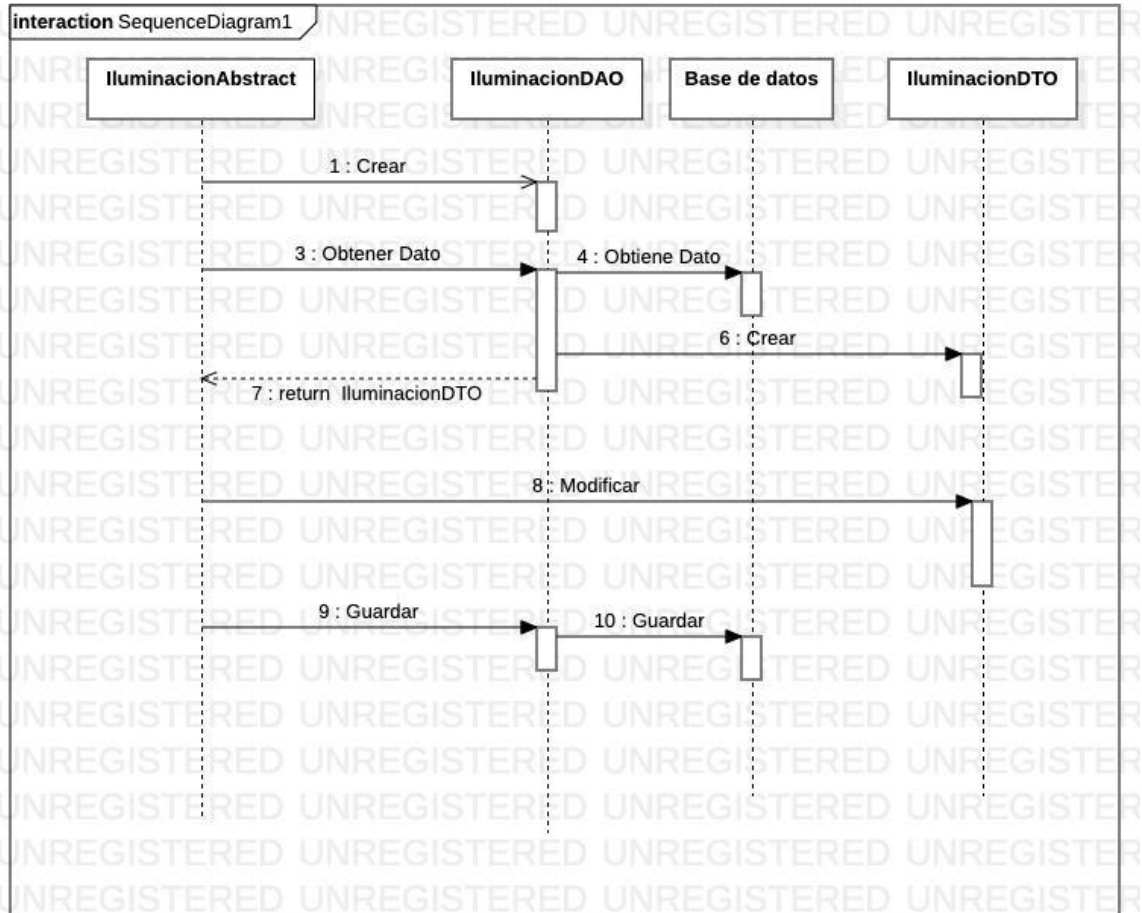 interaction SequenceDiagram1
IluminacionAbstract
IluminacionDAO
Base de datos
IluminacionDTO
1 : Crear
3 : Obtener Dato
4 : Obtiene Dato
6 : Crear
7 : return IluminacionDTO
8 : Modificar
9 : Guardar
10 : Guardar
UNREGISTERED